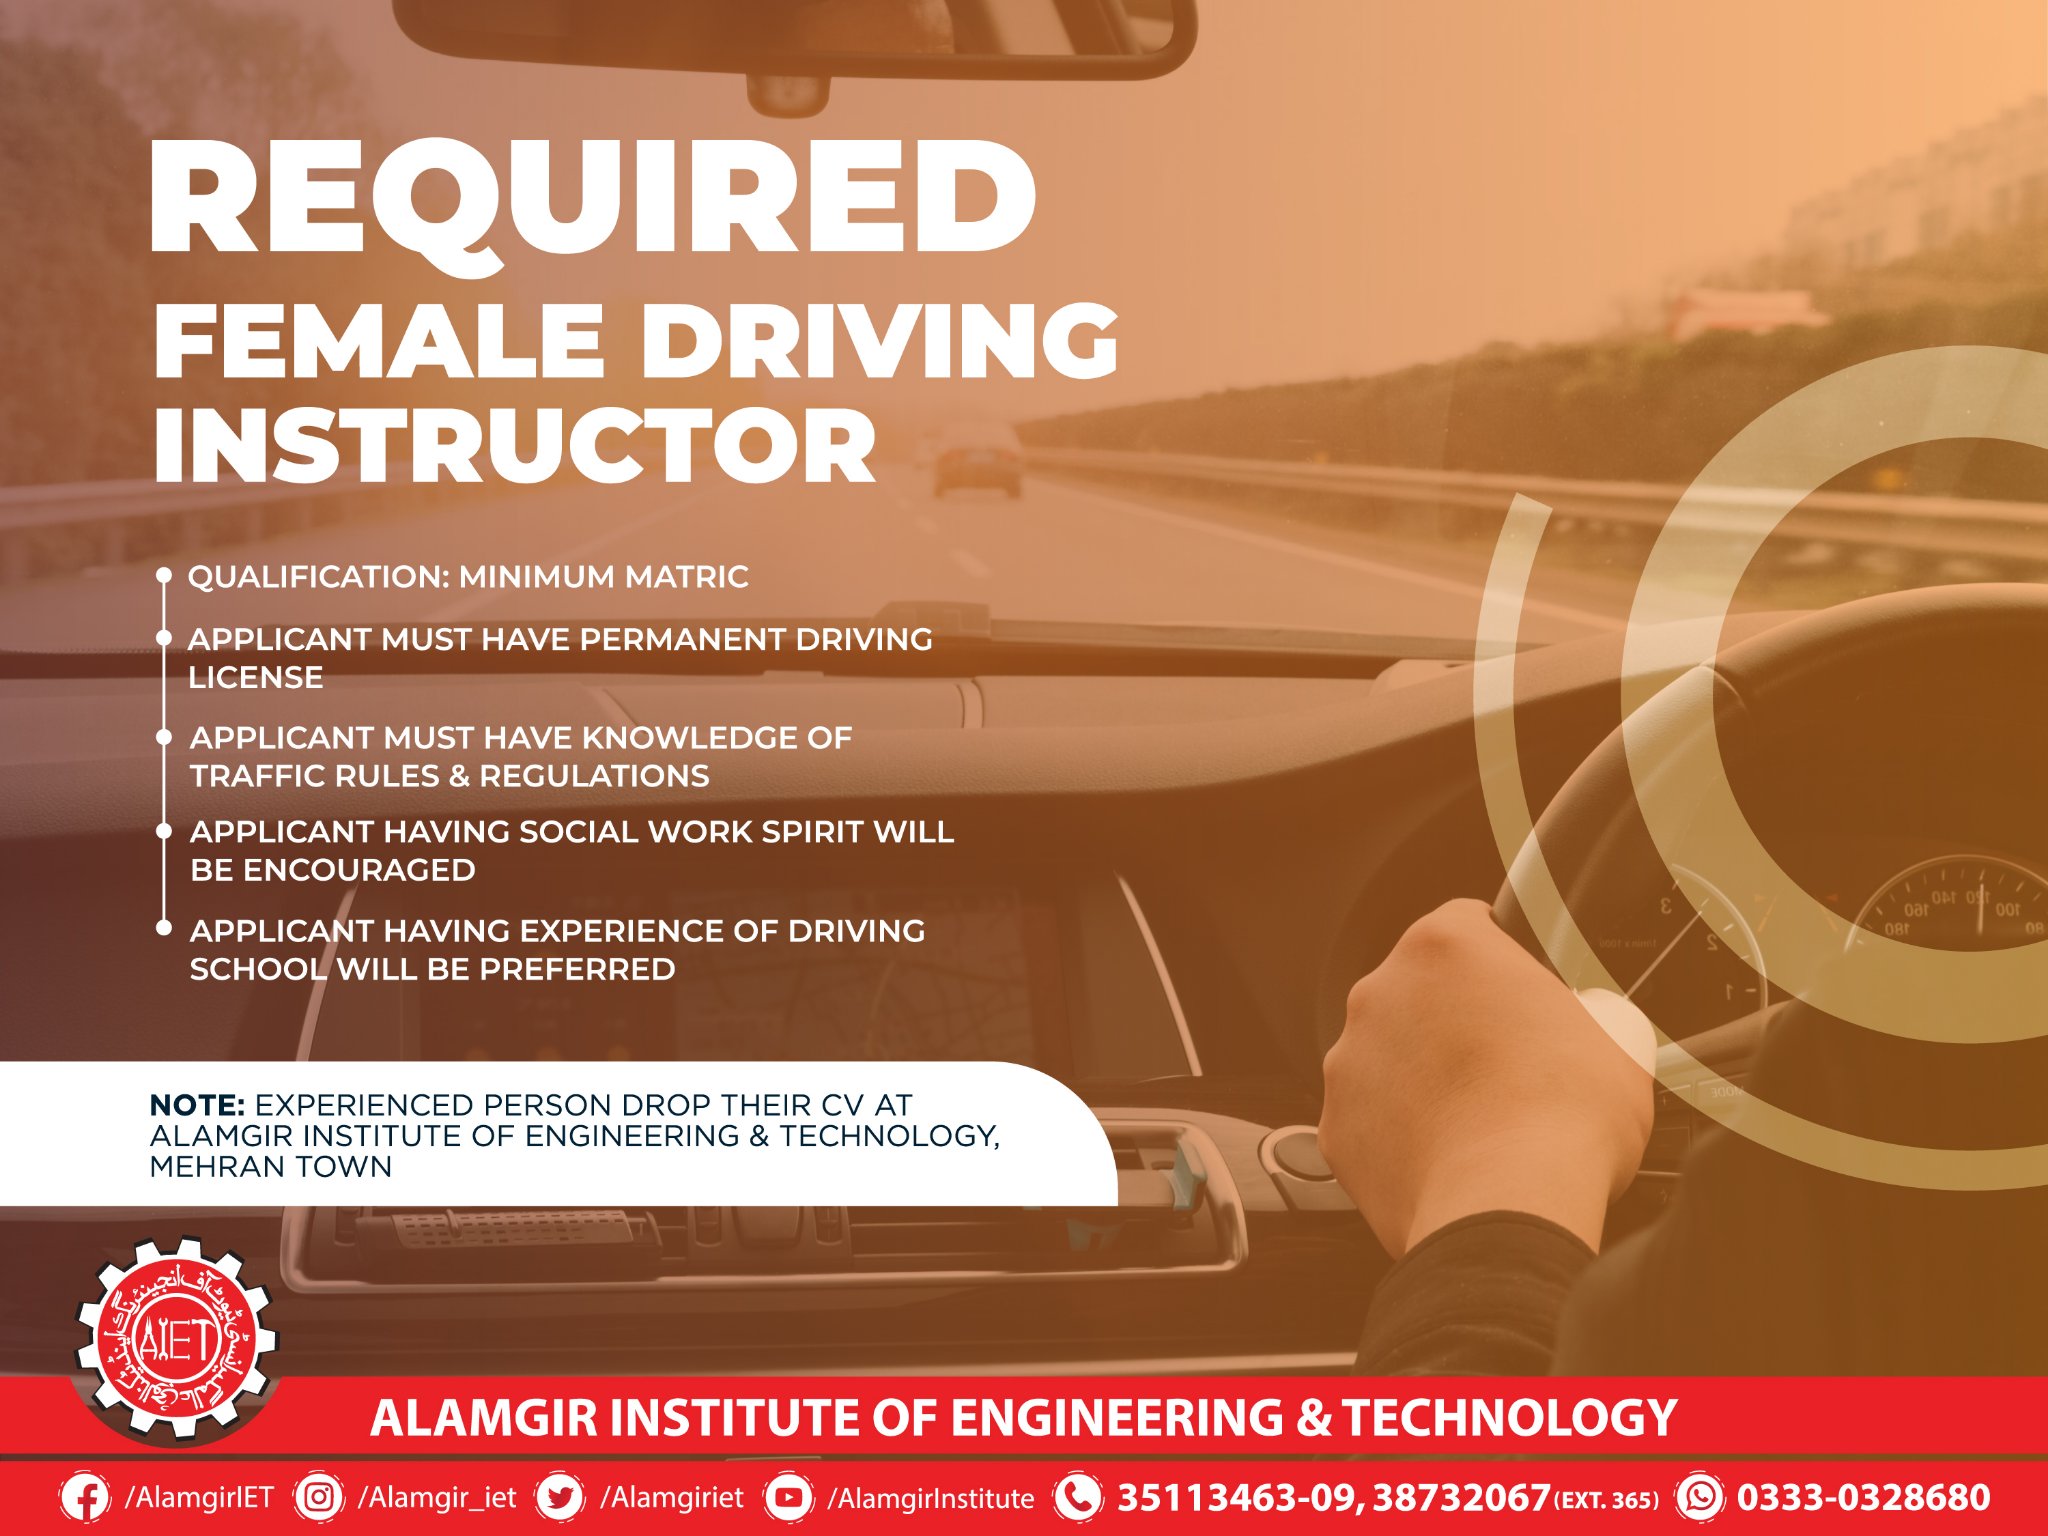 REQUIRED
FEMALE DRIVING
INSTRUCTOR
QUALIFICATION: MINIMUM MATRIC
APPLICANT MUST HAVE PERMANENT DRIVING
LICENSE
APPLICANT MUST HAVE KNOWLEDGE OF
TRAFFIC RULES & REGULATIONS
APPLICANT HAVING SOCIAL WORK SPIRIT WILL
BE ENCOURAGED
APPLICANT HAVING EXPERIENCE OF DRIVING
SCHOOL WILL BE PREFERRED
NOTE: EXPERIENCED PERSON DROP THEIR CV AT
ALAMGIR INSTITUTE OF ENGINEERING & TECHNOLOGY,
MEHRAN TOWN
AIET
ALAMGIR INSTITUTE OF ENGINEERING & TECHNOLOGY
/AlamgirIET /Alamgir_iet /Alamgiriet /AlamgirInstitute 35113463-09, 38732067 (EXT. 365) 0333-0328680